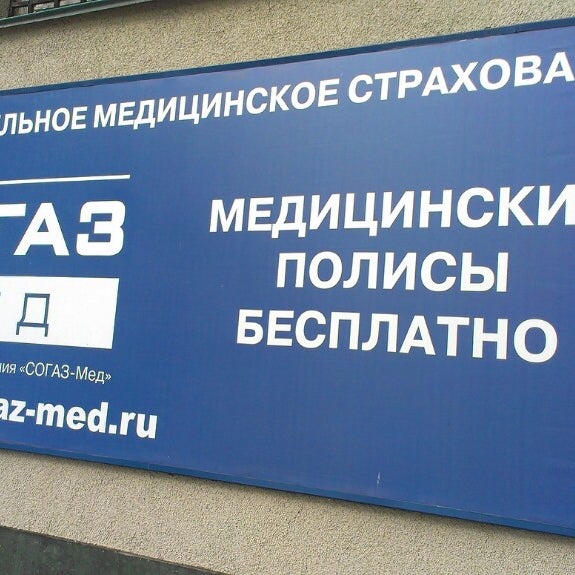 ЛЬНОЕ МЕДИЦИНСКОЕ СТРАХОВА
ГАЗ
Д
МЕДИЦИНСКИ
ПОЛИСЫ
БЕСПЛАТНО
ния «СОГАЗ-Мед»
az-med.ru